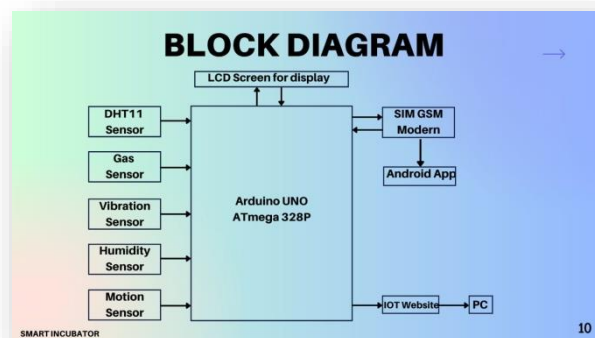 BLOCK DIAGRAM
LCD Screen for display
DHT11
Sensor
Gas
Sensor
Vibration
Sensor
Humidity
Sensor
Motion
Sensor
Arduino UNO
ATmega 328P
SIM GSM
Modern
Android App
IOT Website
PC
SMART INCUBATOR
10